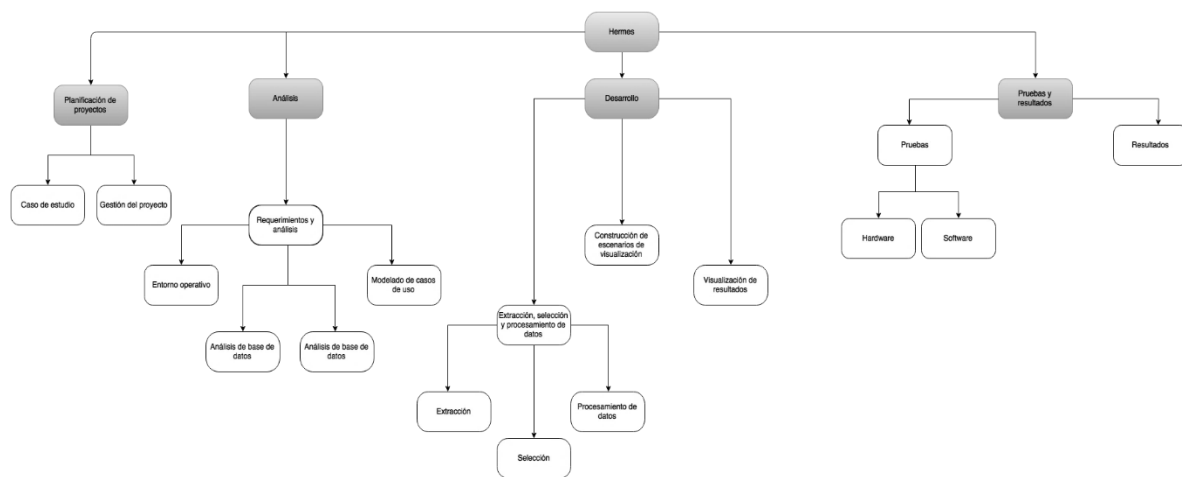 Hermes
Planificación de
proyectos
Análisis
Desarrollo
Pruebas y
resultados
Pruebas
Resultados
Caso de estudio
Gestión del proyecto
Requerimientos y
análisis
Construcción de
escenarios de
visualización
Hardware
Software
Entorno operativo
Modelado de casos
de uso
Visualización de
resultados
Extracción, selección
y procesamiento de
datos
Análisis de base de
datos
Análisis de base de
datos
Extracción
Procesamiento de
datos
Selección